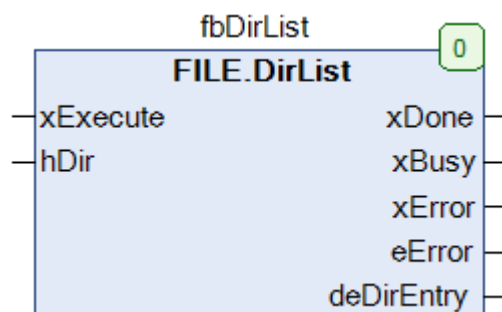 fbDirList
0
FILE.DirList
xExecute xDone
hDir xBusy
xError
eError
deDirEntry